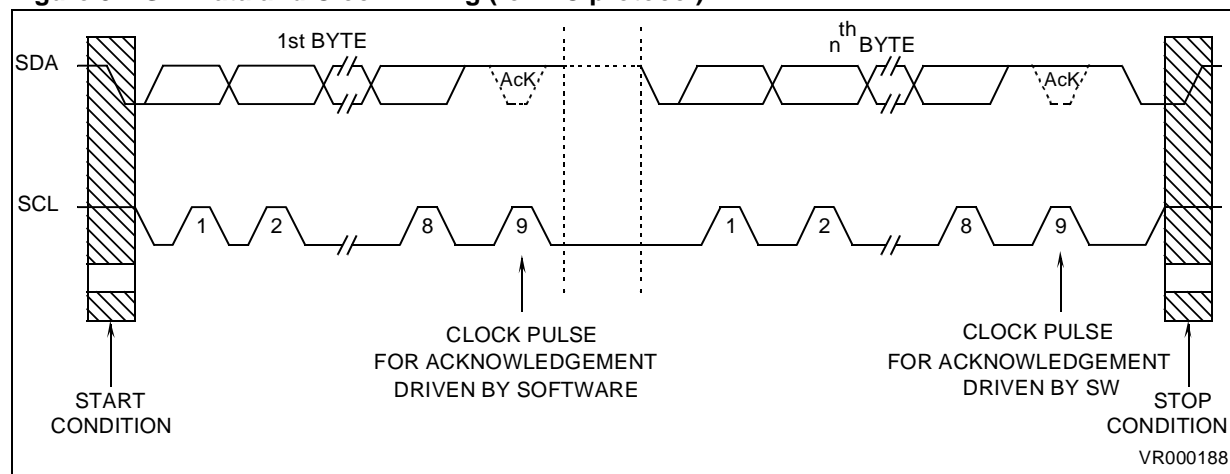 1st BYTE
nth BYTE
SDA
AcK
AcK
SCL
1
2
8
9
1
2
8
9
CLOCK PULSE
FOR ACKNOWLEDGEMENT
DRIVEN BY SOFTWARE
CLOCK PULSE
FOR ACKNOWLEDGEMENT
DRIVEN BY SW
START
CONDITION
STOP
CONDITION
VR000188